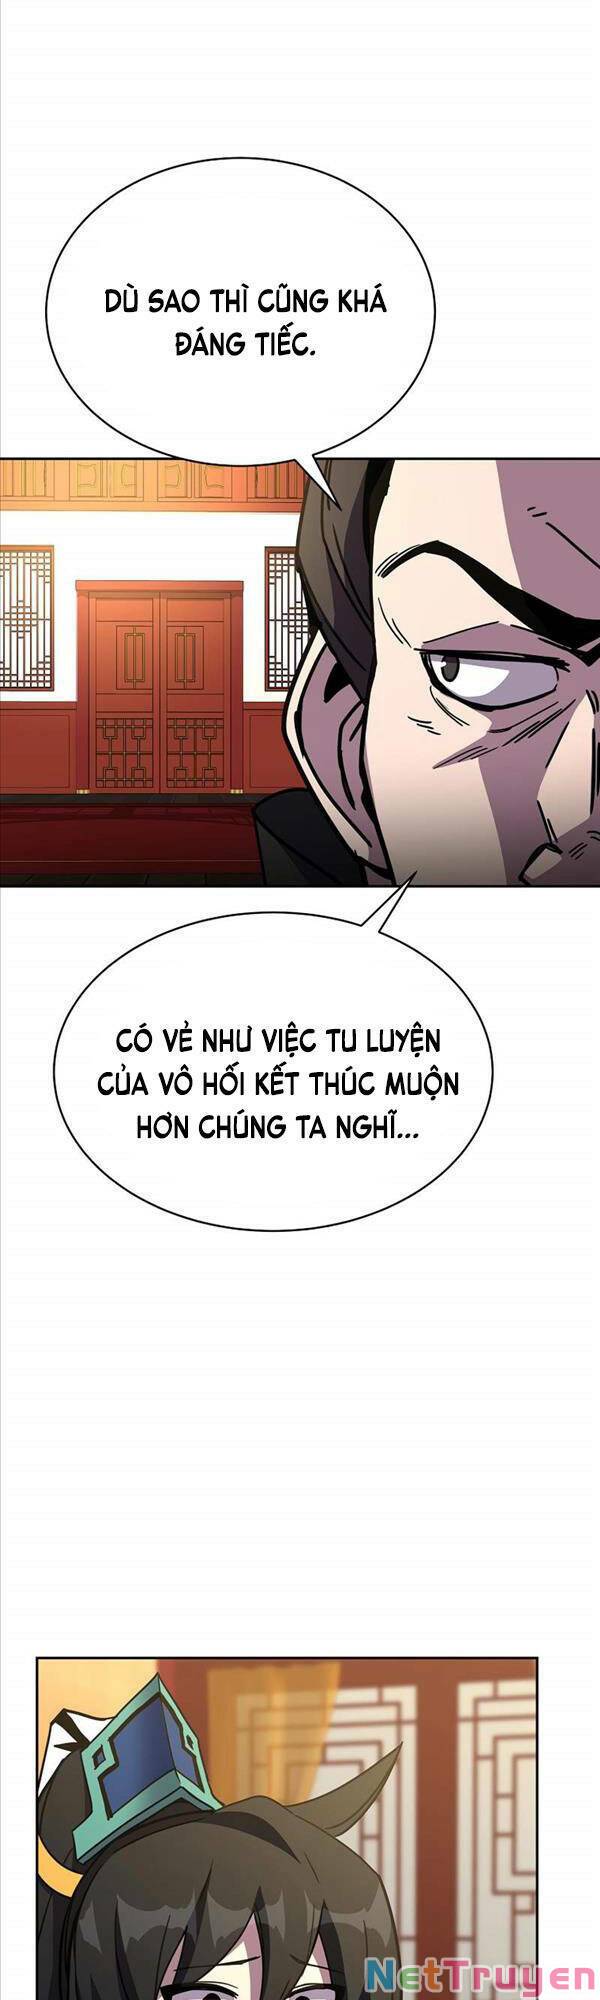 DÙ SAO THÌ CŨNG KHÁ
ĐÁNG TIẾC.
CÓ VẺ NHƯ VIỆC TU LUYỆN
CỦA VÔ HỐI KẾT THÚC MUỘN
HƠN CHÚNG TA NGHĨ...
NetTruyen